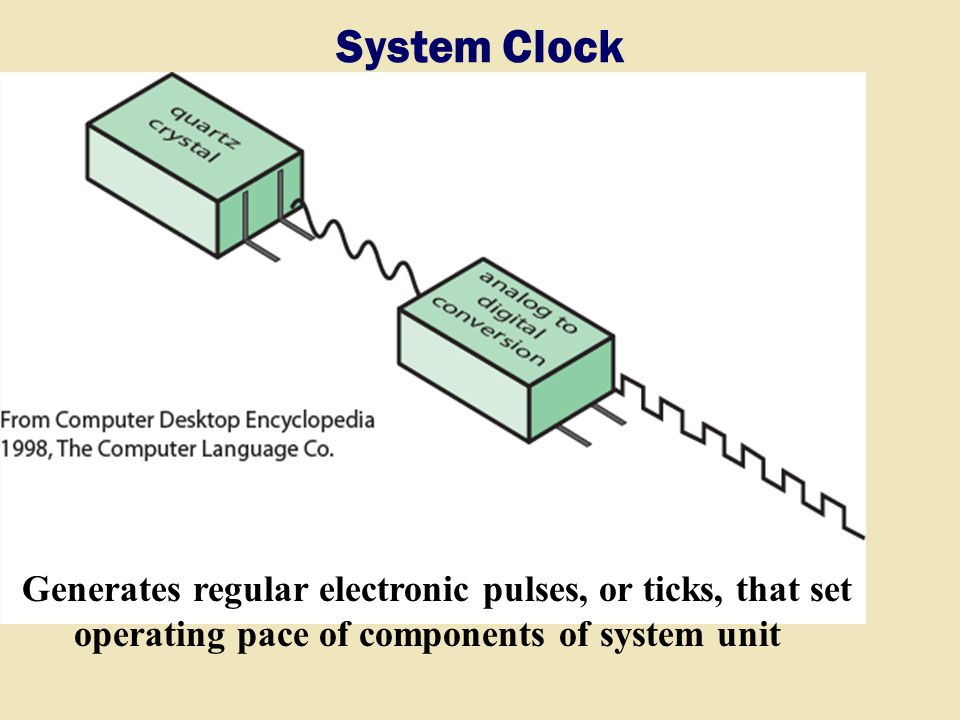 System Clock
quartz
crystal
analog to
digital
conversion
From Computer Desktop Encyclopedia
1998, The Computer Language Co.
Generates regular electronic pulses, or ticks, that set
operating pace of components of system unit